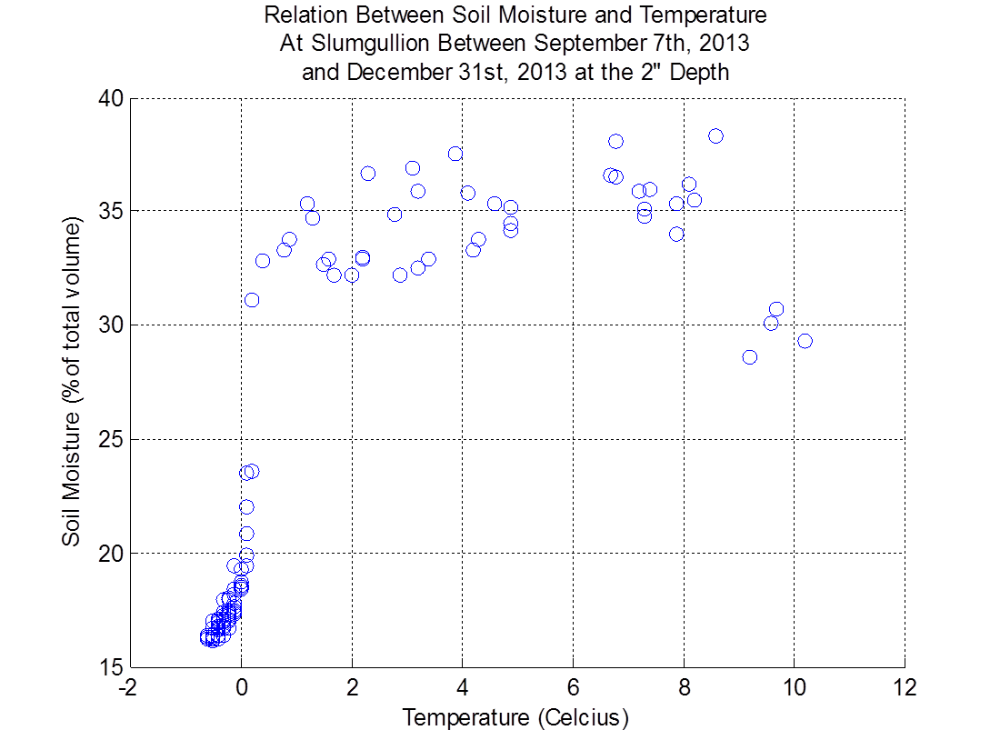 Relation Between Soil Moisture and Temperature
At Slumgullion Between September 7th, 2013
and December 31st, 2013 at the 2" Depth
40
35
30
25
20
15
Soil Moisture (% of total volume)
-2 0 2 4 6 8 10 12
Temperature (Celcius)